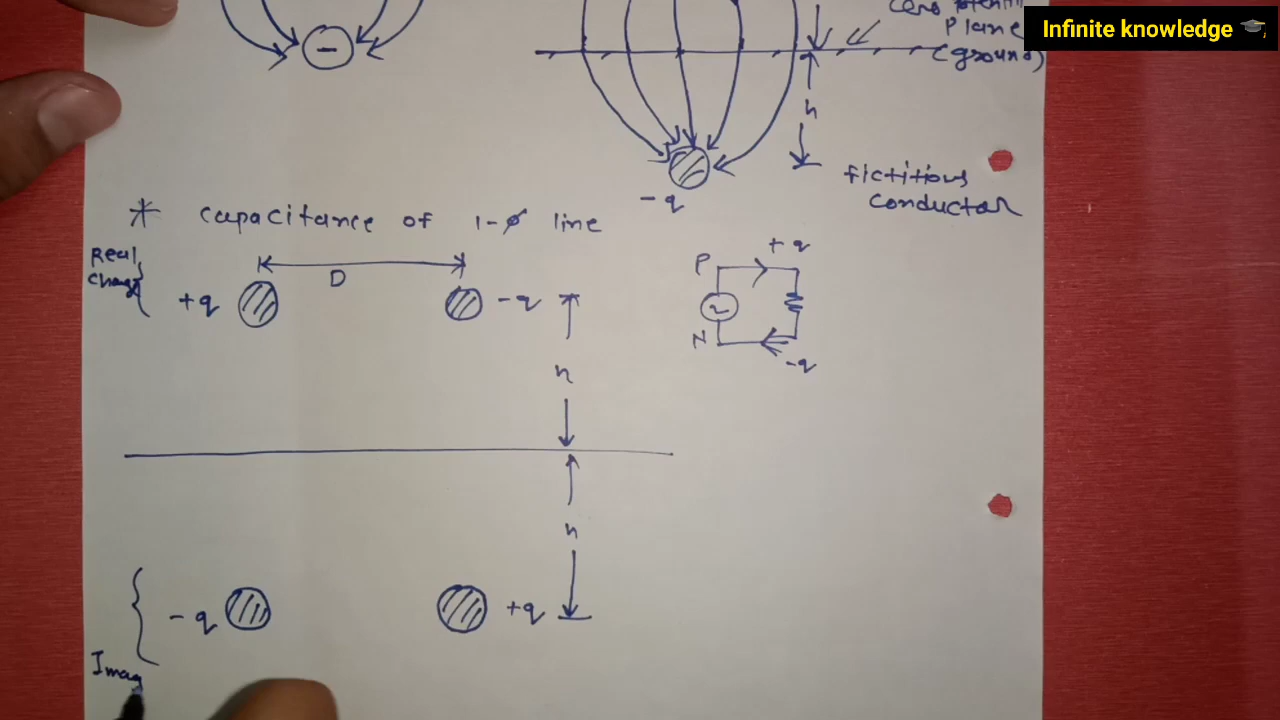 Infinite knowledge
plane
(ground)
-
h
fictitious
conductor
-q
* capacitance of 1-φ line
Real
charge
D
+q
-q
h
P
+q
N
-q
h
-q
+q
Imag